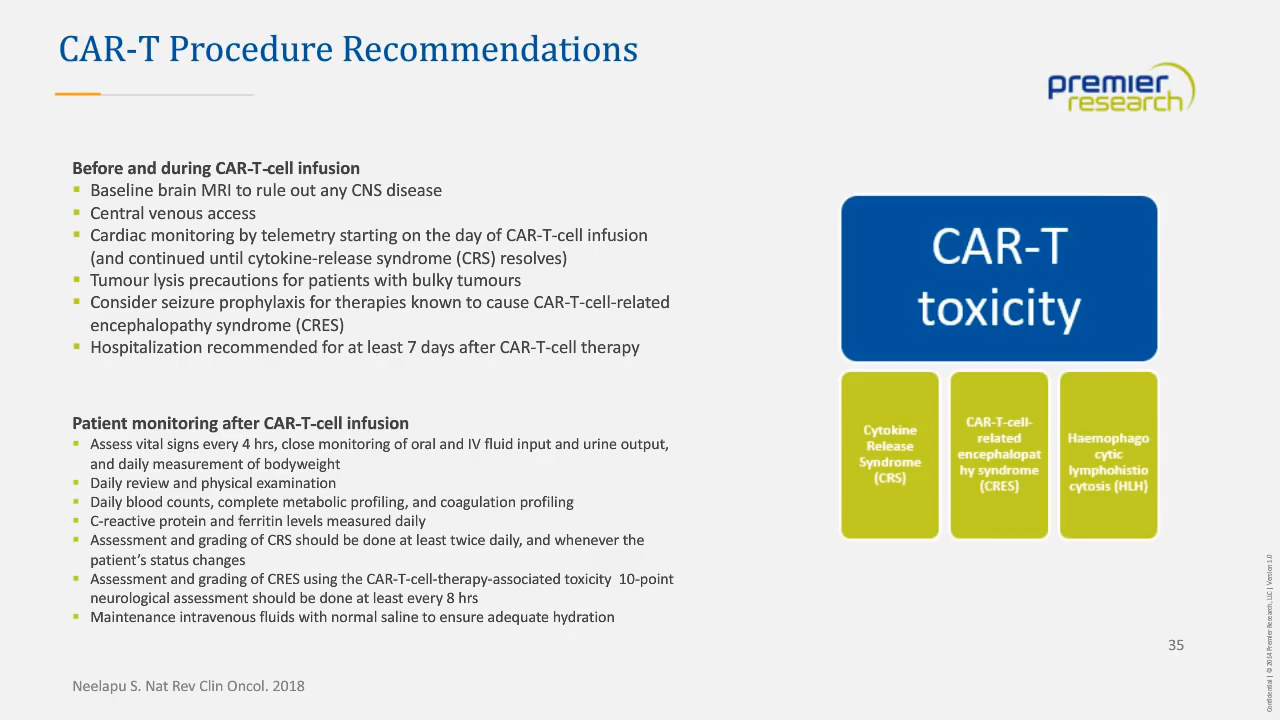 CAR-T Procedure Recommendations
premier
research
Before and during CAR-T-cell infusion
Baseline brain MRI to rule out any CNS disease
Central venous access
Cardiac monitoring by telemetry starting on the day of CAR-T-cell infusion
(and continued until cytokine-release syndrome (CRS) resolves)
Tumour lysis precautions for patients with bulky tumours
Consider seizure prophylaxis for therapies known to cause CAR-T-cell-related
encephalopathy syndrome (CRES)
Hospitalization recommended for at least 7 days after CAR-T-cell therapy
Patient monitoring after CAR-T-cell infusion
Assess vital signs every 4 hrs, close monitoring of oral and IV fluid input and urine output,
and daily measurement of bodyweight
Daily review and physical examination
Daily blood counts, complete metabolic profiling, and coagulation profiling
C-reactive protein and ferritin levels measured daily
Assessment and grading of CRS should be done at least twice daily, and whenever the
patient's status changes
Assessment and grading of CRES using the CAR-T-cell-therapy-associated toxicity 10-point
neurological assessment should be done at least every 8 hrs
Maintenance intravenous fluids with normal saline to ensure adequate hydration
CAR-T
toxicity
Cytokine
Release
Syndrome
(CRS)
CAR-T-cell-
related
encephalopat
hy syndrome
(CRES)
Haemophago
cytic
lymphohistio
cytosis (HLH)
35
Neelapu S. Nat Rev Clin Oncol. 2018
Confidential | © 2014 Premier Research, LLC | Version 1.0